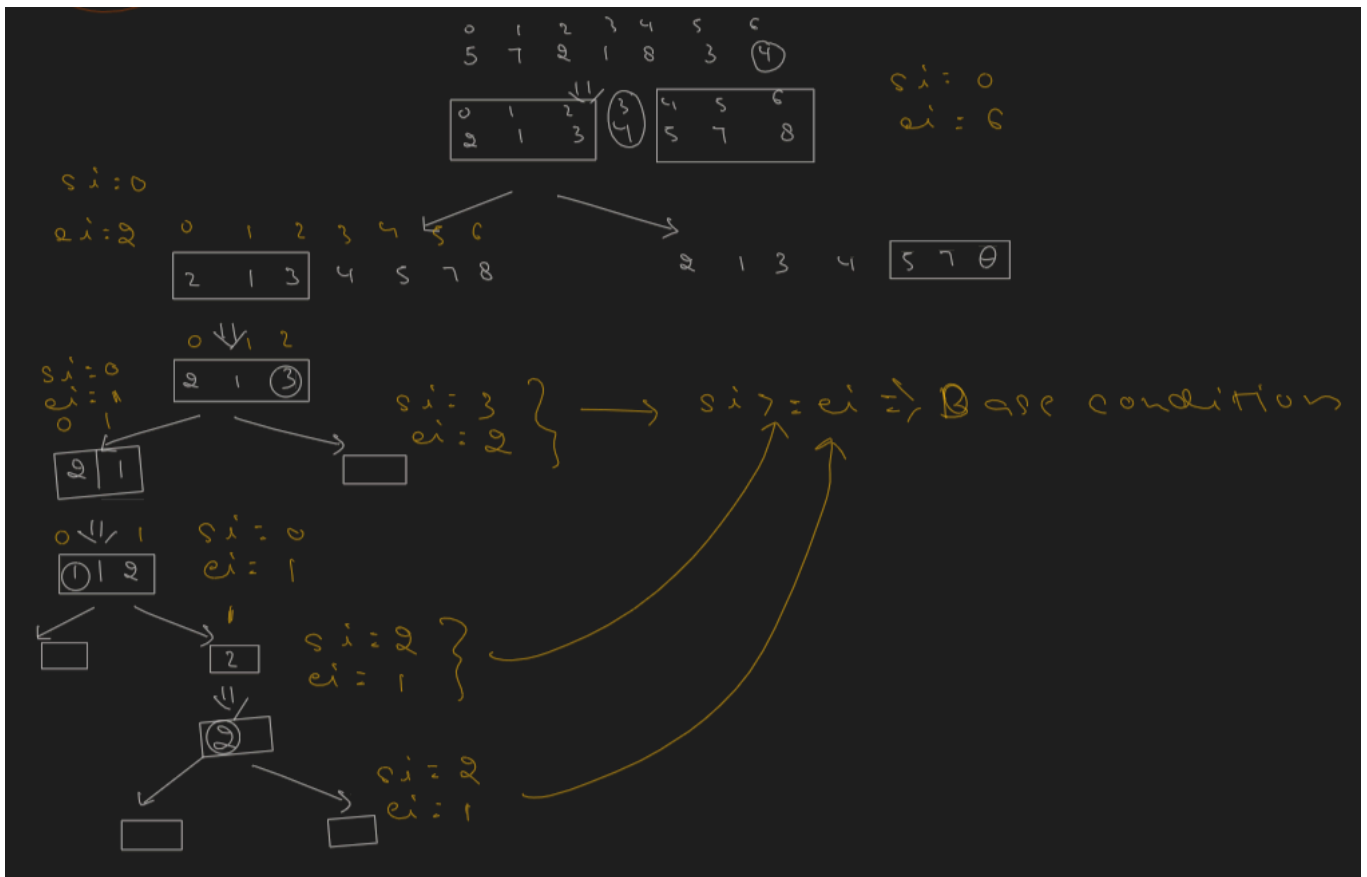 0 1 2 3 4 5 6
5 7 2 1 8 3 4
si = 0
ei = 6
0 1 2 3 4 5 6
2 1 3 4 5 7 8
si = 0
ei = 2
0 1 2 3 4 5 6
2 1 3 4 5 7 8
2 1 3 4 5 7 8
0 1 2
2 1 3
si = 0
ei = 1
0 1
2 1
si = 3
ei = 2
si >= ei => Base condition
0 1
1 2
si = 0
ei = 1
1
2
si = 2
ei = 1
2
si = 2
ei = 1